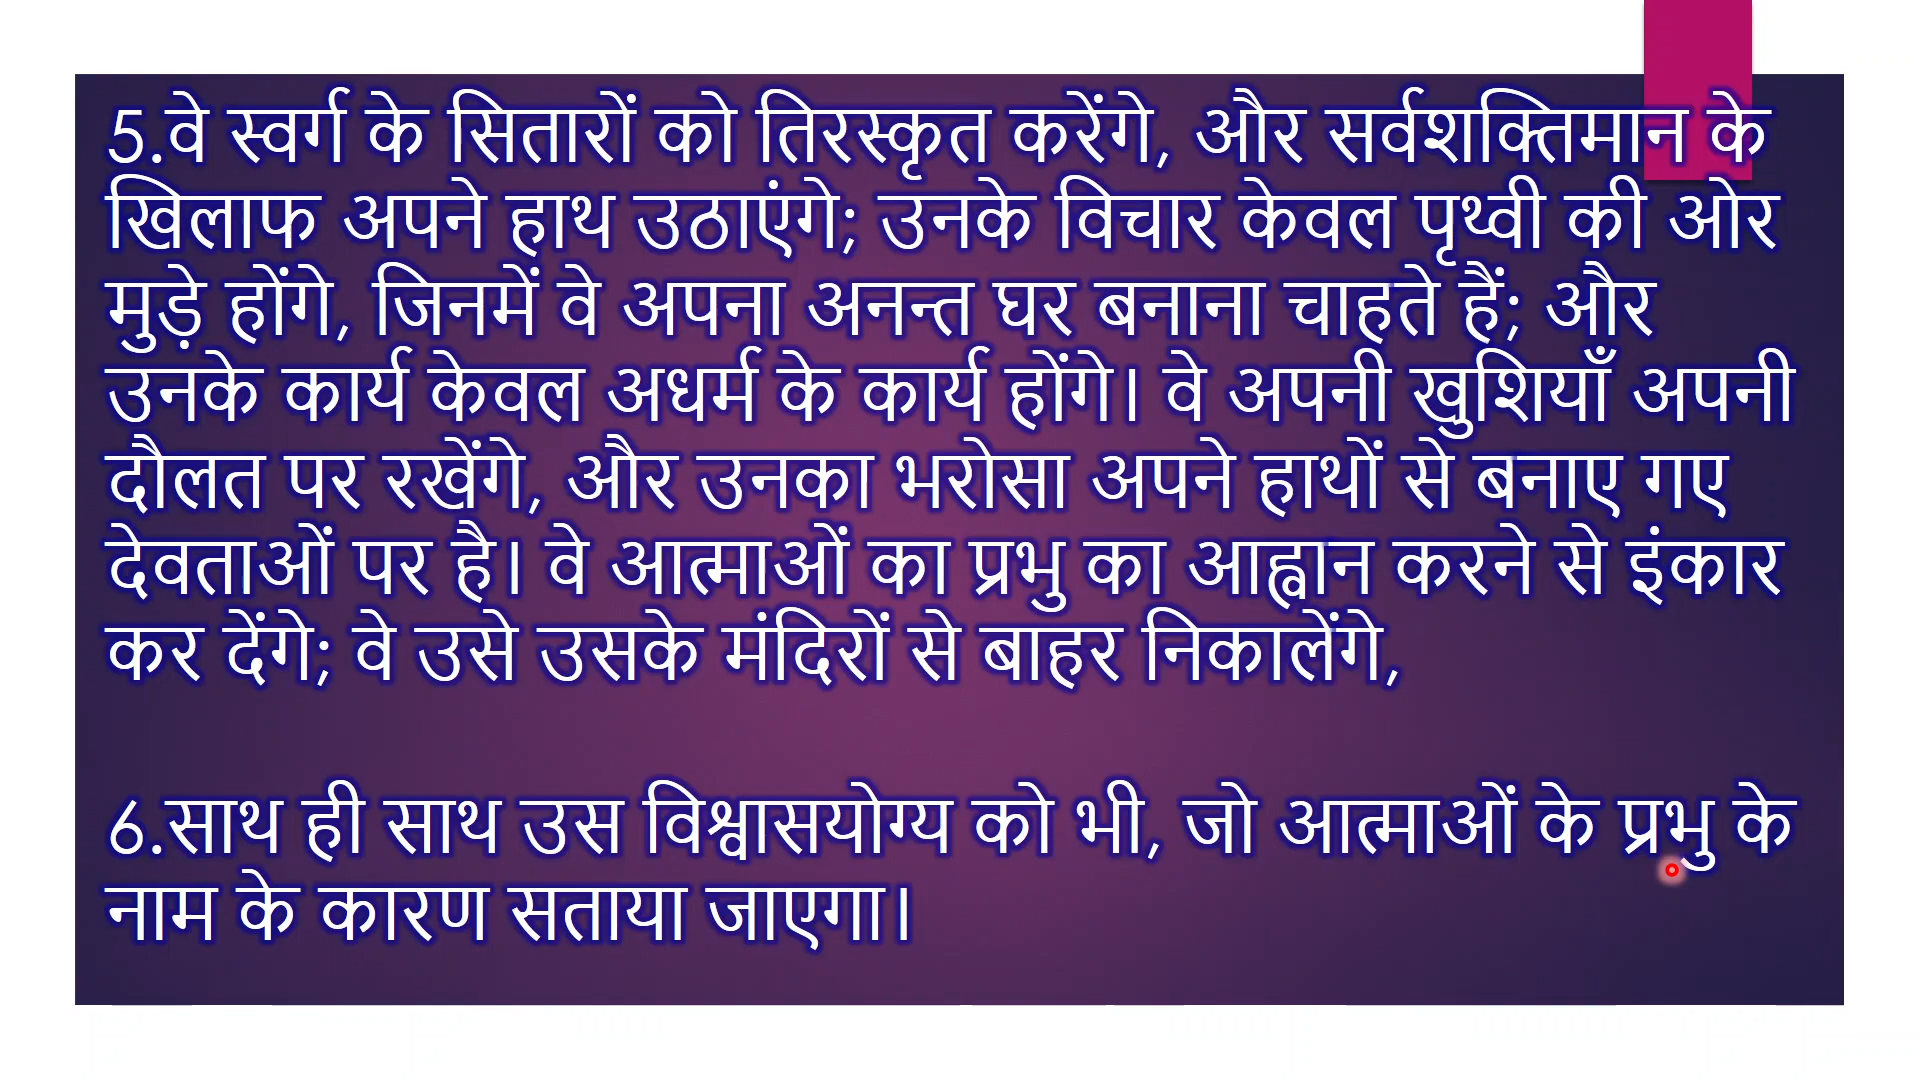 5.वे स्वर्ग के सितारों को तिरस्कृत करेंगे, और सर्वशक्तिमान के
खिलाफ अपने हाथ उठाएंगे; उनके विचार केवल पृथ्वी की ओर
मुड़े होंगे, जिनमें वे अपना अनन्त घर बनाना चाहते हैं; और
उनके कार्य केवल अधर्म के कार्य होंगे। वे अपनी खुशियाँ अपनी
दौलत पर रखेंगे, और उनका भरोसा अपने हाथों से बनाए गए
देवताओं पर है। वे आत्माओं का प्रभु का आह्वान करने से इंकार
कर देंगे; वे उसे उसके मंदिरों से बाहर निकालेंगे,
6.साथ ही साथ उस विश्वासयोग्य को भी, जो आत्माओं के प्रभु के
नाम के कारण सताया जाएगा।